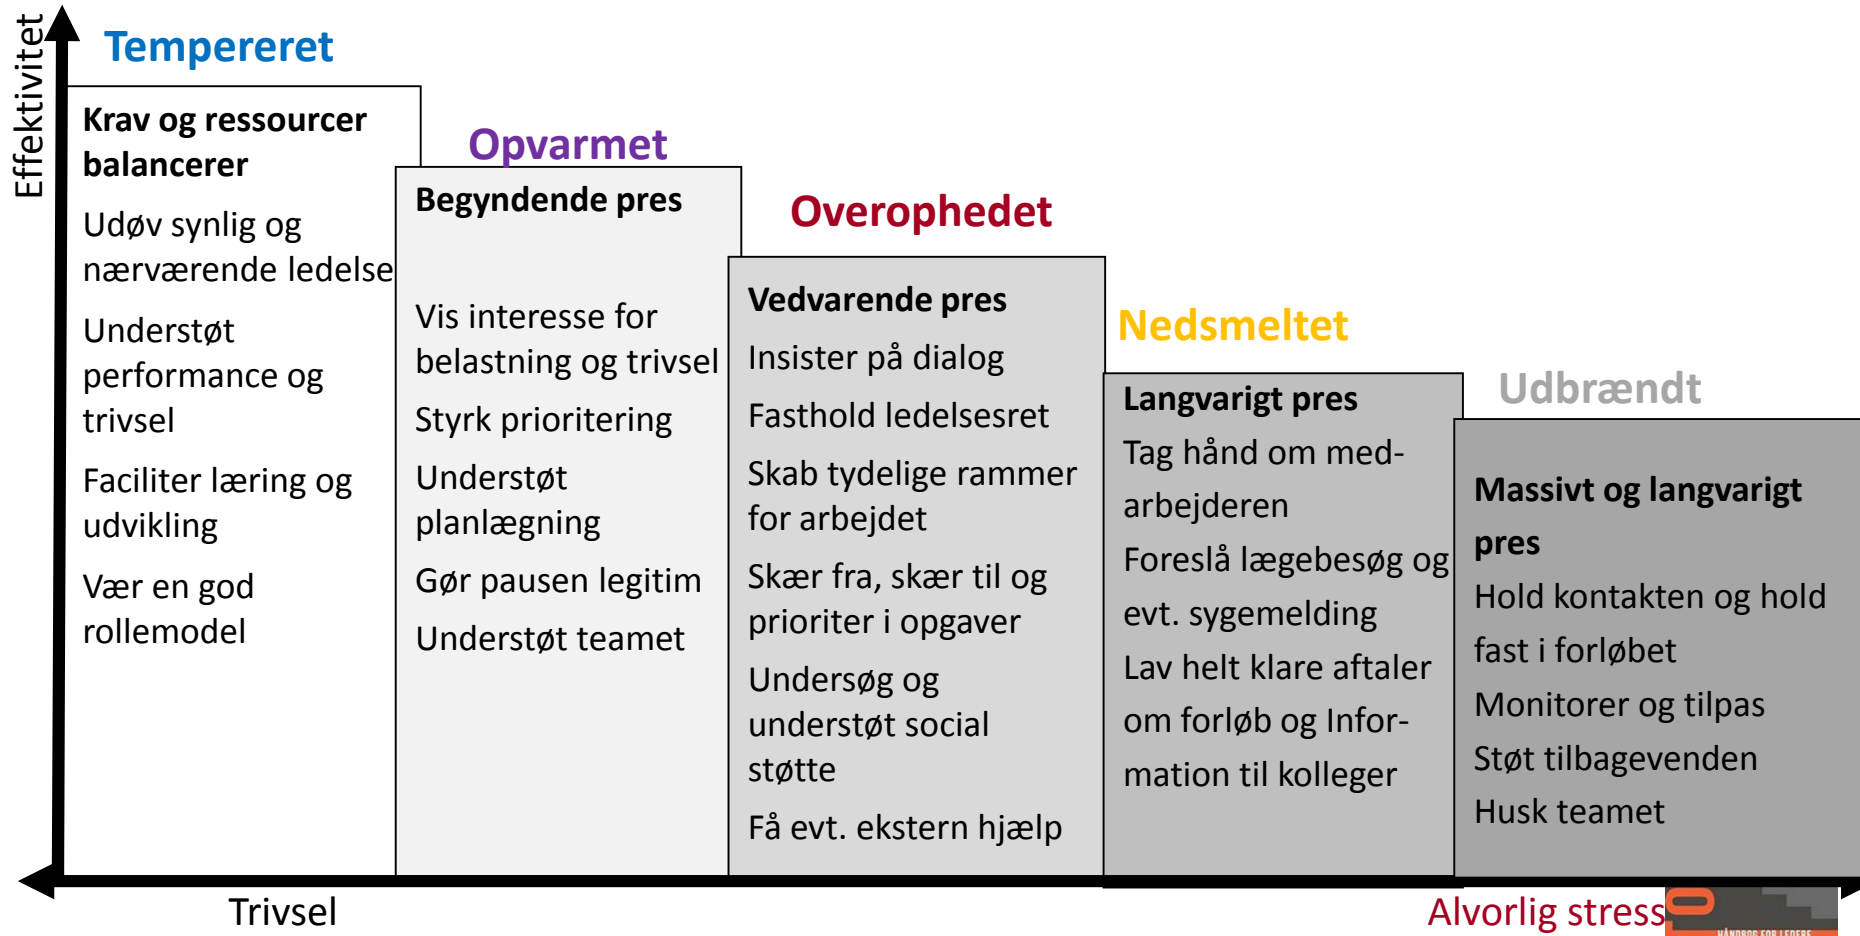 Effektivitet
Tempereret
Krav og ressourcer
balancerer
Udøv synlig og
nærværende ledelse
Understøt
performance og
trivsel
Faciliter læring og
udvikling
Vær en god
rollemodel
Opvarmet
Begyndende pres
Vis interesse for
belastning og trivsel
Styrk prioritering
Understøt
planlægning
Gør pausen legitim
Understøt teamet
Overophedet
Vedvarende pres
Insister på dialog
Fasthold ledelsesret
Skab tydelige rammer
for arbejdet
Skær fra, skær til og
prioriter i opgaver
Undersøg og
understøt social
støtte
Få evt. ekstern hjælp
Nedsmeltet
Langvarigt pres
Tag hånd om med-
arbejderen
Foreslå lægebesøg og
evt. sygemelding
Lav helt klare aftaler
om forløb og Infor-
mation til kolleger
Udbrændt
Massivt og langvarigt
pres
Hold kontakten og hold
fast i forløbet
Monitorer og tilpas
Støt tilbagevenden
Husk teamet
Trivsel
Alvorlig stress
HÅNDBOG FOR LEDERE